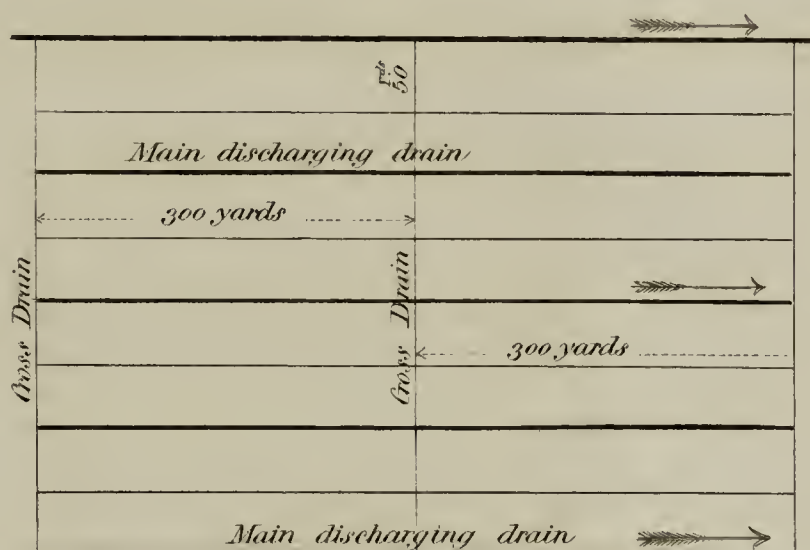 yds
50
Main discharging drain
300 yards
Cross Drain
Cross Drain
300 yards
Main discharging drain